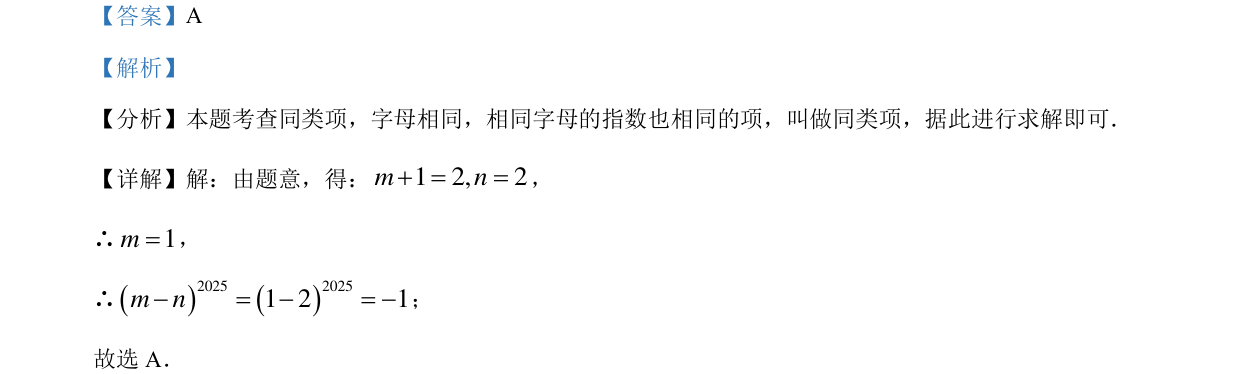 【答案】A
【解析】
【分析】本题考查同类项，字母相同，相同字母的指数也相同的项，叫做同类项，据此进行求解即可．
【详解】解：由题意，得：m+1=2,n=2，
∴m=1，
∴(m−n)^2025=(1−2)^2025=−1；
故选 A．